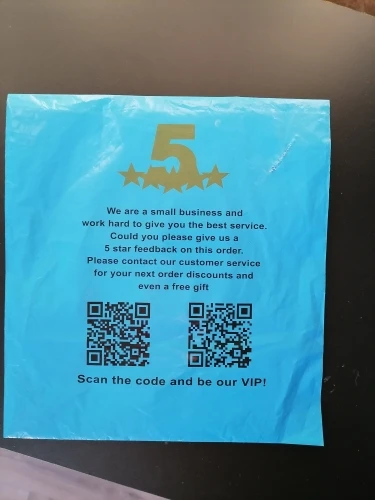 5
We are a small business and
work hard to give you the best service.
Could you please give us a
5 star feedback on this order.
Please contact our customer service
for your next order discounts and
even a free gift
Scan the code and be our VIP!